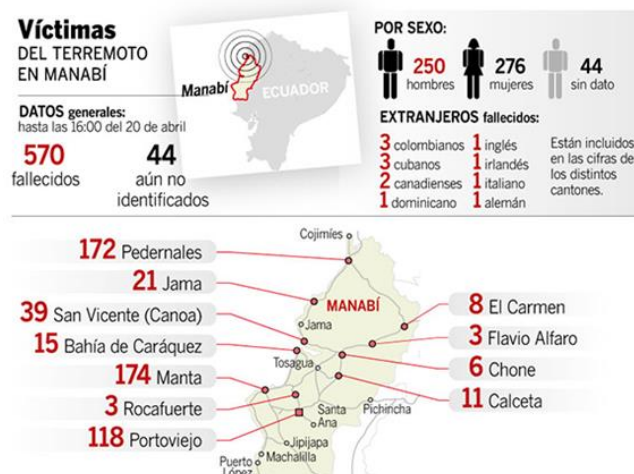 Víctimas
DEL TERREMOTO
EN MANABÍ
DATOS generales:
hasta las 16:00 del 20 de abril
570
fallecidos
44
aún no
identificados
Manabí
ECUADOR
POR SEXO:
250
hombres
276
mujeres
44
sin dato
EXTRANJEROS fallecidos:
3 colombianos
3 cubanos
2 canadienses
1 dominicano
1 inglés
1 irlandés
1 italiano
1 alemán
Están incluidos
en las cifras de
los distintos
cantones.
172 Pedernales
21 Jama
39 San Vicente (Canoa)
15 Bahía de Caráquez
174 Manta
3 Rocafuerte
118 Portoviejo
Cojimíes
MANABÍ
Jama
Tosagua
Santa
Ana
Pichincha
Jipijapa
Machalilla
Puerto
López
8 El Carmen
3 Flavio Alfaro
6 Chone
11 Calceta